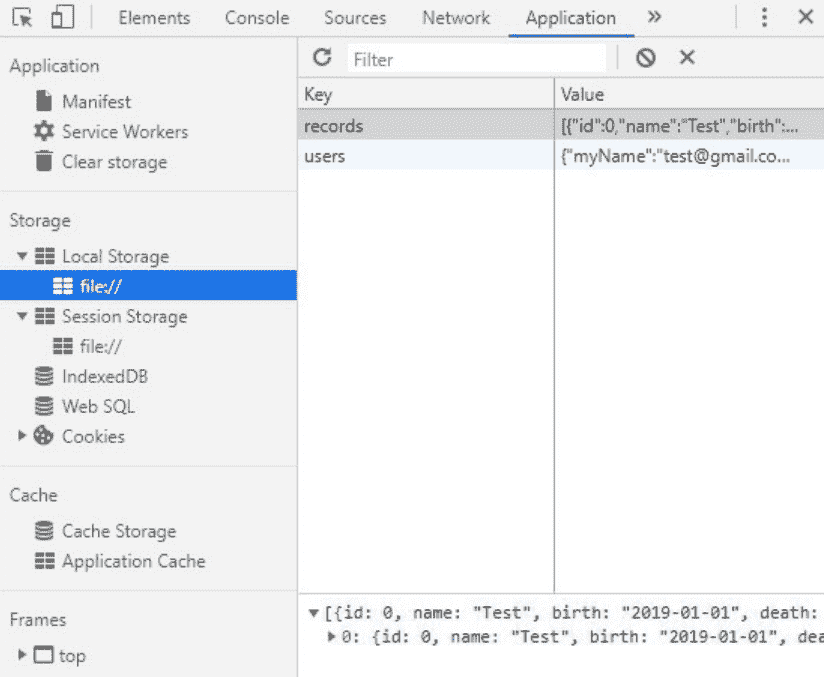 Elements Console Sources Network Application »
Application
Manifest
Service Workers
Clear storage
Storage
Local Storage
file://
Session Storage
file://
IndexedDB
Web SQL
Cookies
Cache
Cache Storage
Application Cache
Frames
top
Filter
Key Value
records [{"id":0,"name":"Test","birth":...
users {"myName":"test@gmail.co...
[{id: 0, name: "Test", birth: "2019-01-01", death:
0: {id: 0, name: "Test", birth: "2019-01-01", dea